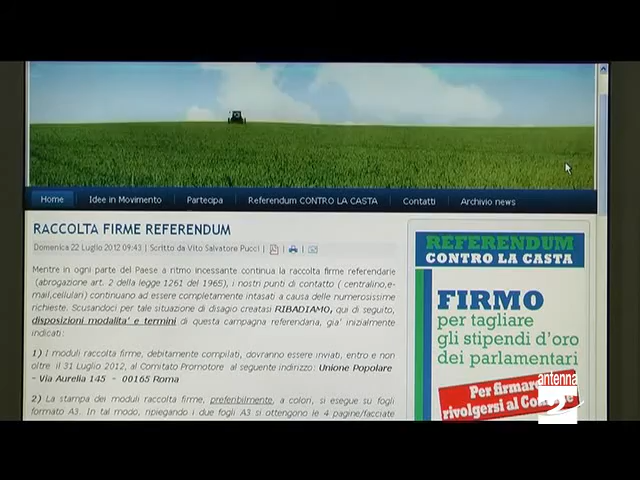 Home Idee in Movimento Partecipa Referendum CONTRO LA CASTA Contatti Archivio news
RACCOLTA FIRME REFERENDUM
Domenica 22 Luglio 2012 09:43 | Scritto da Vito Salvatore Pucci |
Mentre in ogni parte del Paese a ritmo incessante continua la raccolta firme referendarie
(abrogazione art. 2 della legge 1261 del 1965), i nostri punti di contatto ( centralino,e-
mail,cellulari) continuano ad essere completamente intasati a causa delle numerosissime
richieste. Scusandoci per tale situazione di disagio creatasi RIBADIAMO, qui di seguito,
disposizioni modalita' e termini di questa campagna referendaria, gia' inizialmente
indicati:
1) I moduli raccolta firme, debitamente compilati, dovranno essere inviati, entro e non
oltre il 31 Luglio 2012, al Comitato Promotore al seguente indirizzo: Unione Popolare
- Via Aurelia 145 - 00165 Roma
2) La stampa dei moduli raccolta firme, preferibilmente, a colori, si esegue su fogli
formato A3. In tal modo, ripiegando i due fogli A3 si ottengono le 4 pagine/facciate
REFERENDUM
CONTRO LA CASTA
FIRMO
per tagliare
gli stipendi d'oro
dei parlamentari
Per firmare
rivolgersi al
antenna
2